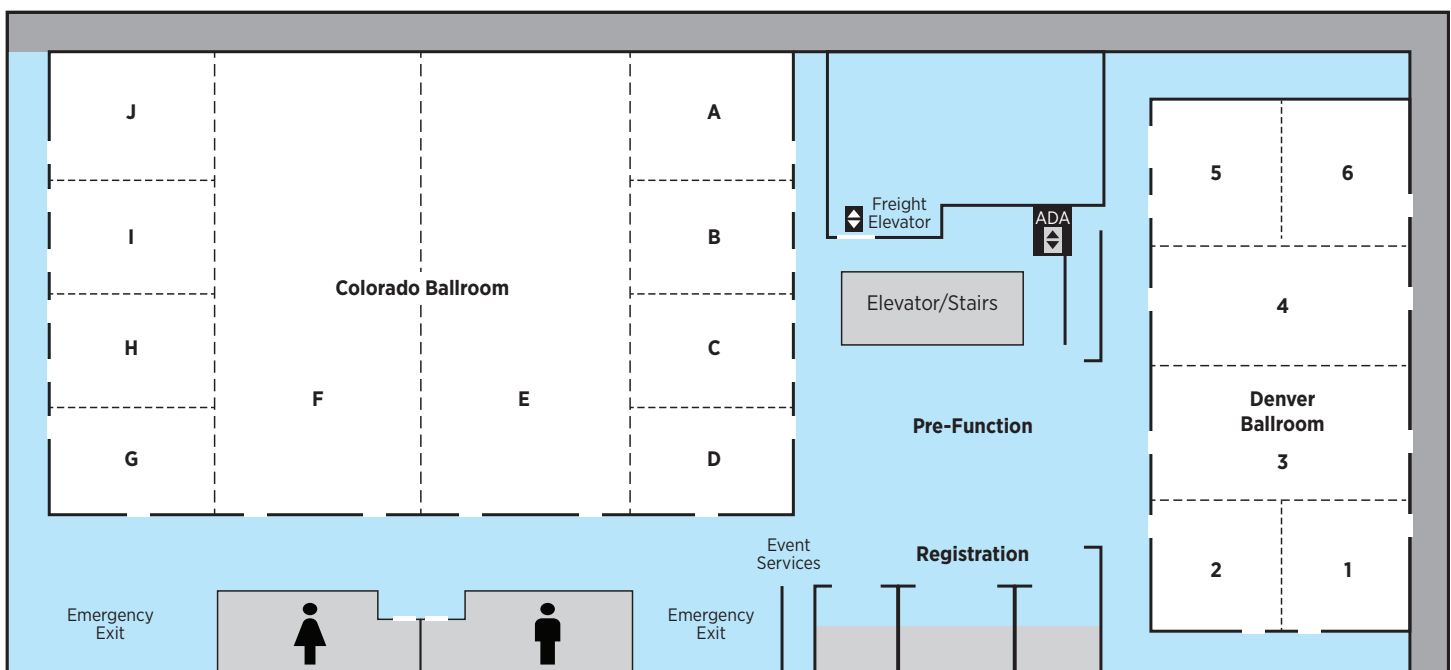 J
A
I
B
H
C
G
D
F
E
Colorado Ballroom
Freight
Elevator
ADA
Elevator/Stairs
Pre-Function
Registration
Event
Services
Emergency
Exit
Emergency
Exit
5
6
4
Denver
Ballroom
3
2
1